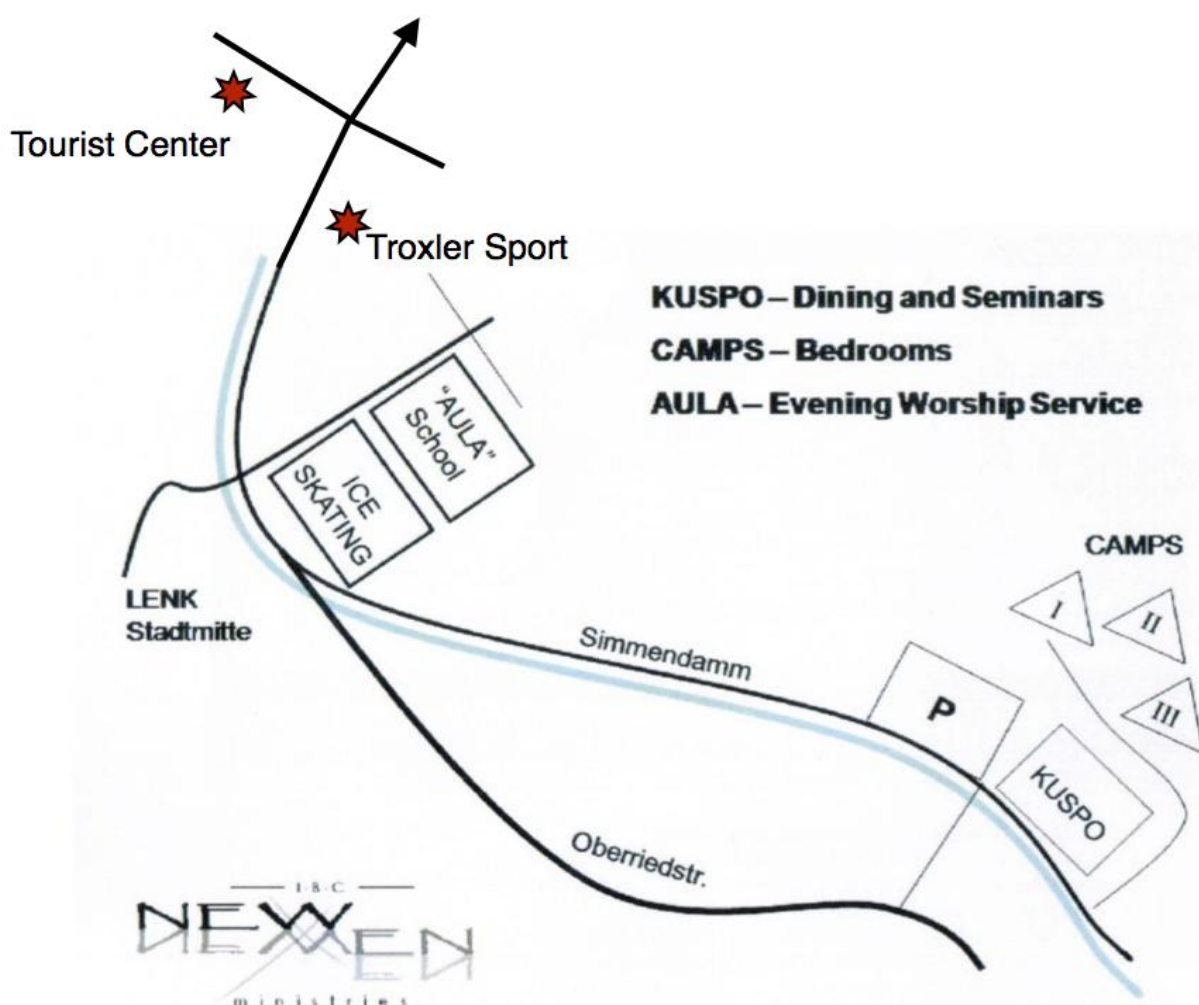 Tourist Center
Troxler Sport
KUSPO – Dining and Seminars
CAMPS – Bedrooms
AULA – Evening Worship Service
"AULA"
School
ICE
SKATING
CAMPS
I
II
III
LENK
Stadtmitte
Simmendamm
P
KUSPO
Oberriedstr.
I·B·C
NEW MEN
ministries